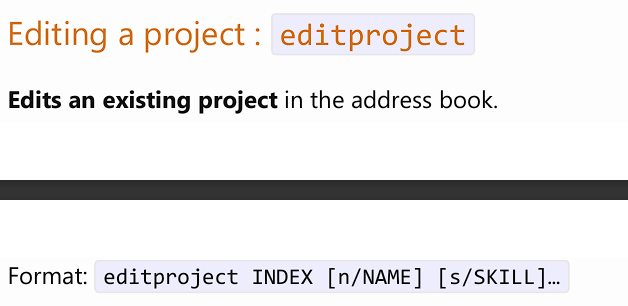 Editing a project : editproject
Edits an existing project in the address book.
Format: editproject INDEX [n/NAME] [s/SKILL]…